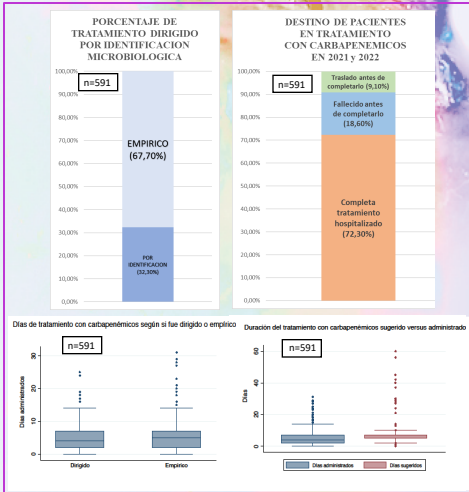 PORCENTAJE DE
TRATAMIENTO DIRIGIDO
POR IDENTIFICACION
MICROBIOLOGICA
100,00%
90,00%
80,00%
70,00%
60,00%
50,00%
40,00%
30,00%
20,00%
10,00%
0,00%
n=591
EMPIRICO
(67,70%)
POR
IDENTIFICACION
(32,30%)
DESTINO DE PACIENTES
EN TRATAMIENTO
CON CARBAPENEMICOS
EN 2021 y 2022
100,00%
90,00%
80,00%
70,00%
60,00%
50,00%
40,00%
30,00%
20,00%
10,00%
0,00%
n=591
Traslado antes de
completarlo (9,10%)
Fallecido antes
de completarlo
(18,60%)
Completa
tratamiento
hospitalizado
(72,30%)
Días de tratamiento con carbapenémicos según si fue dirigido o empírico
n=591
Días administrados
30
20
10
0
Dirigido
Empirico
Duración del tratamiento con carbapenémicos sugerido versus administrado
n=591
Días
60
40
20
0
Días administrados
Días sugeridos